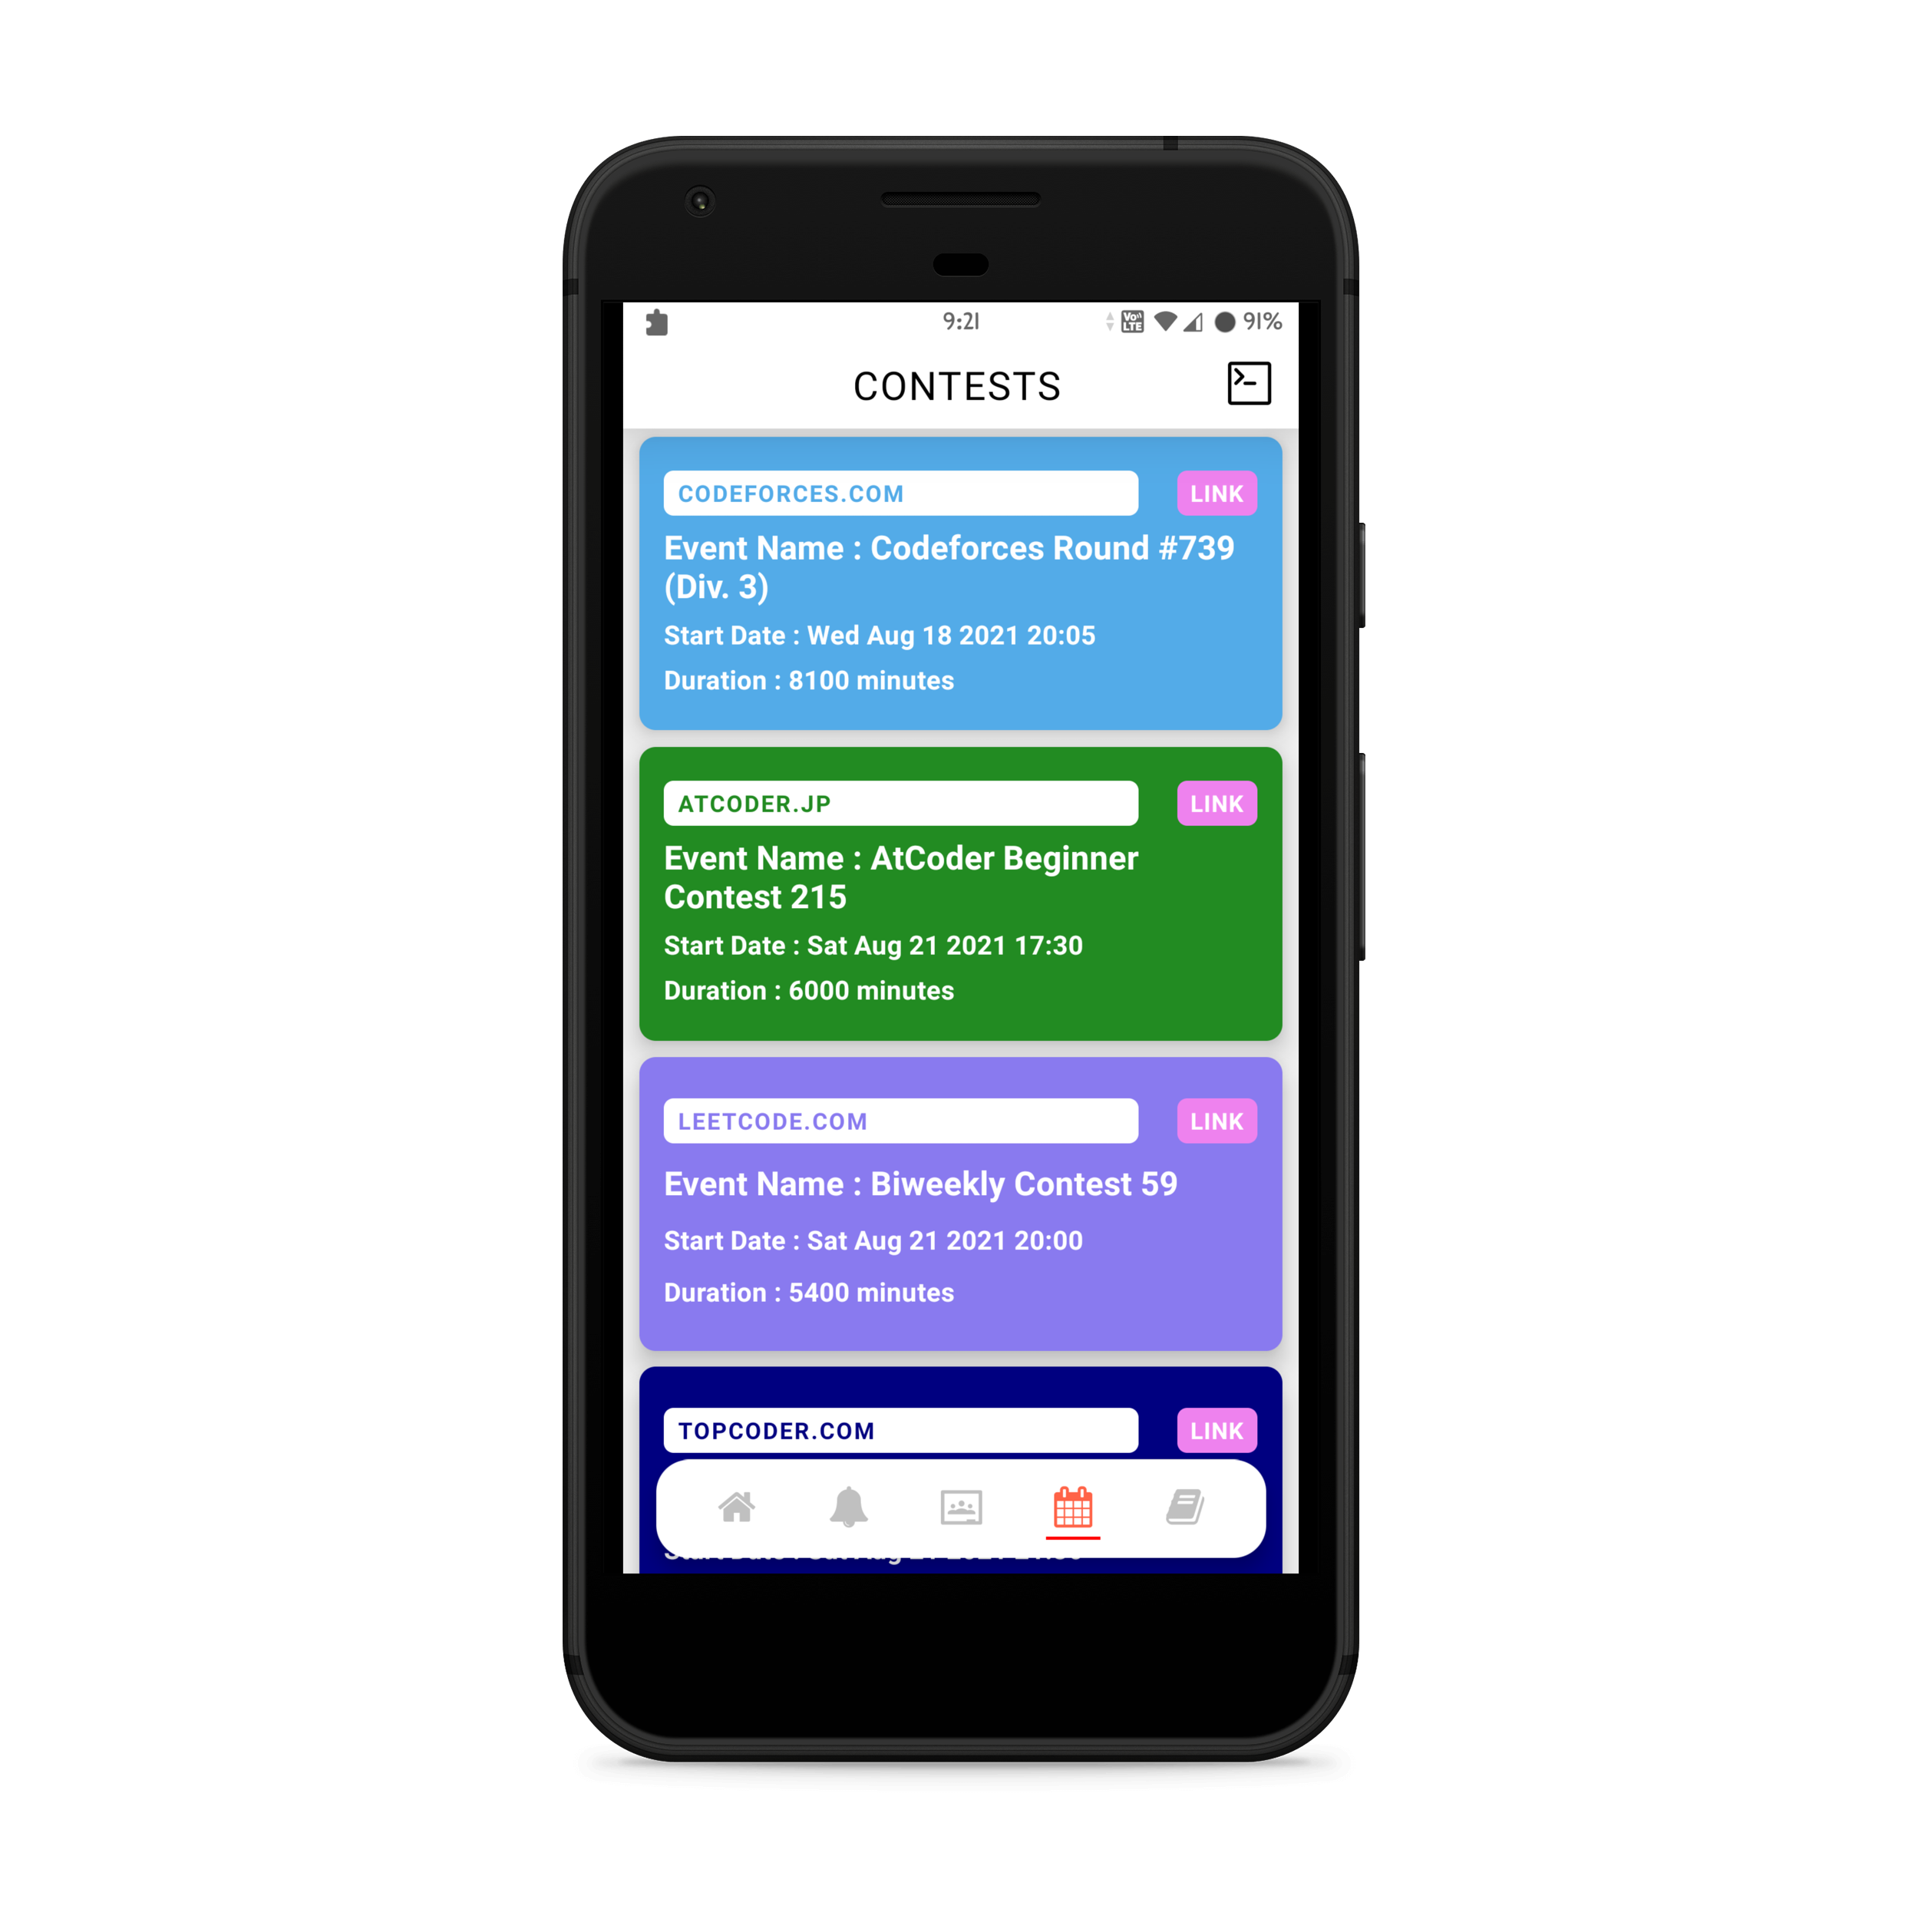 9:21
VoLTE
91%
CONTESTS
CODEFORCES.COM
LINK
Event Name : Codeforces Round #739
(Div. 3)
Start Date : Wed Aug 18 2021 20:05
Duration : 8100 minutes
ATCODER.JP
LINK
Event Name : AtCoder Beginner
Contest 215
Start Date : Sat Aug 21 2021 17:30
Duration : 6000 minutes
LEETCODE.COM
LINK
Event Name : Biweekly Contest 59
Start Date : Sat Aug 21 2021 20:00
Duration : 5400 minutes
TOPCODER.COM
LINK